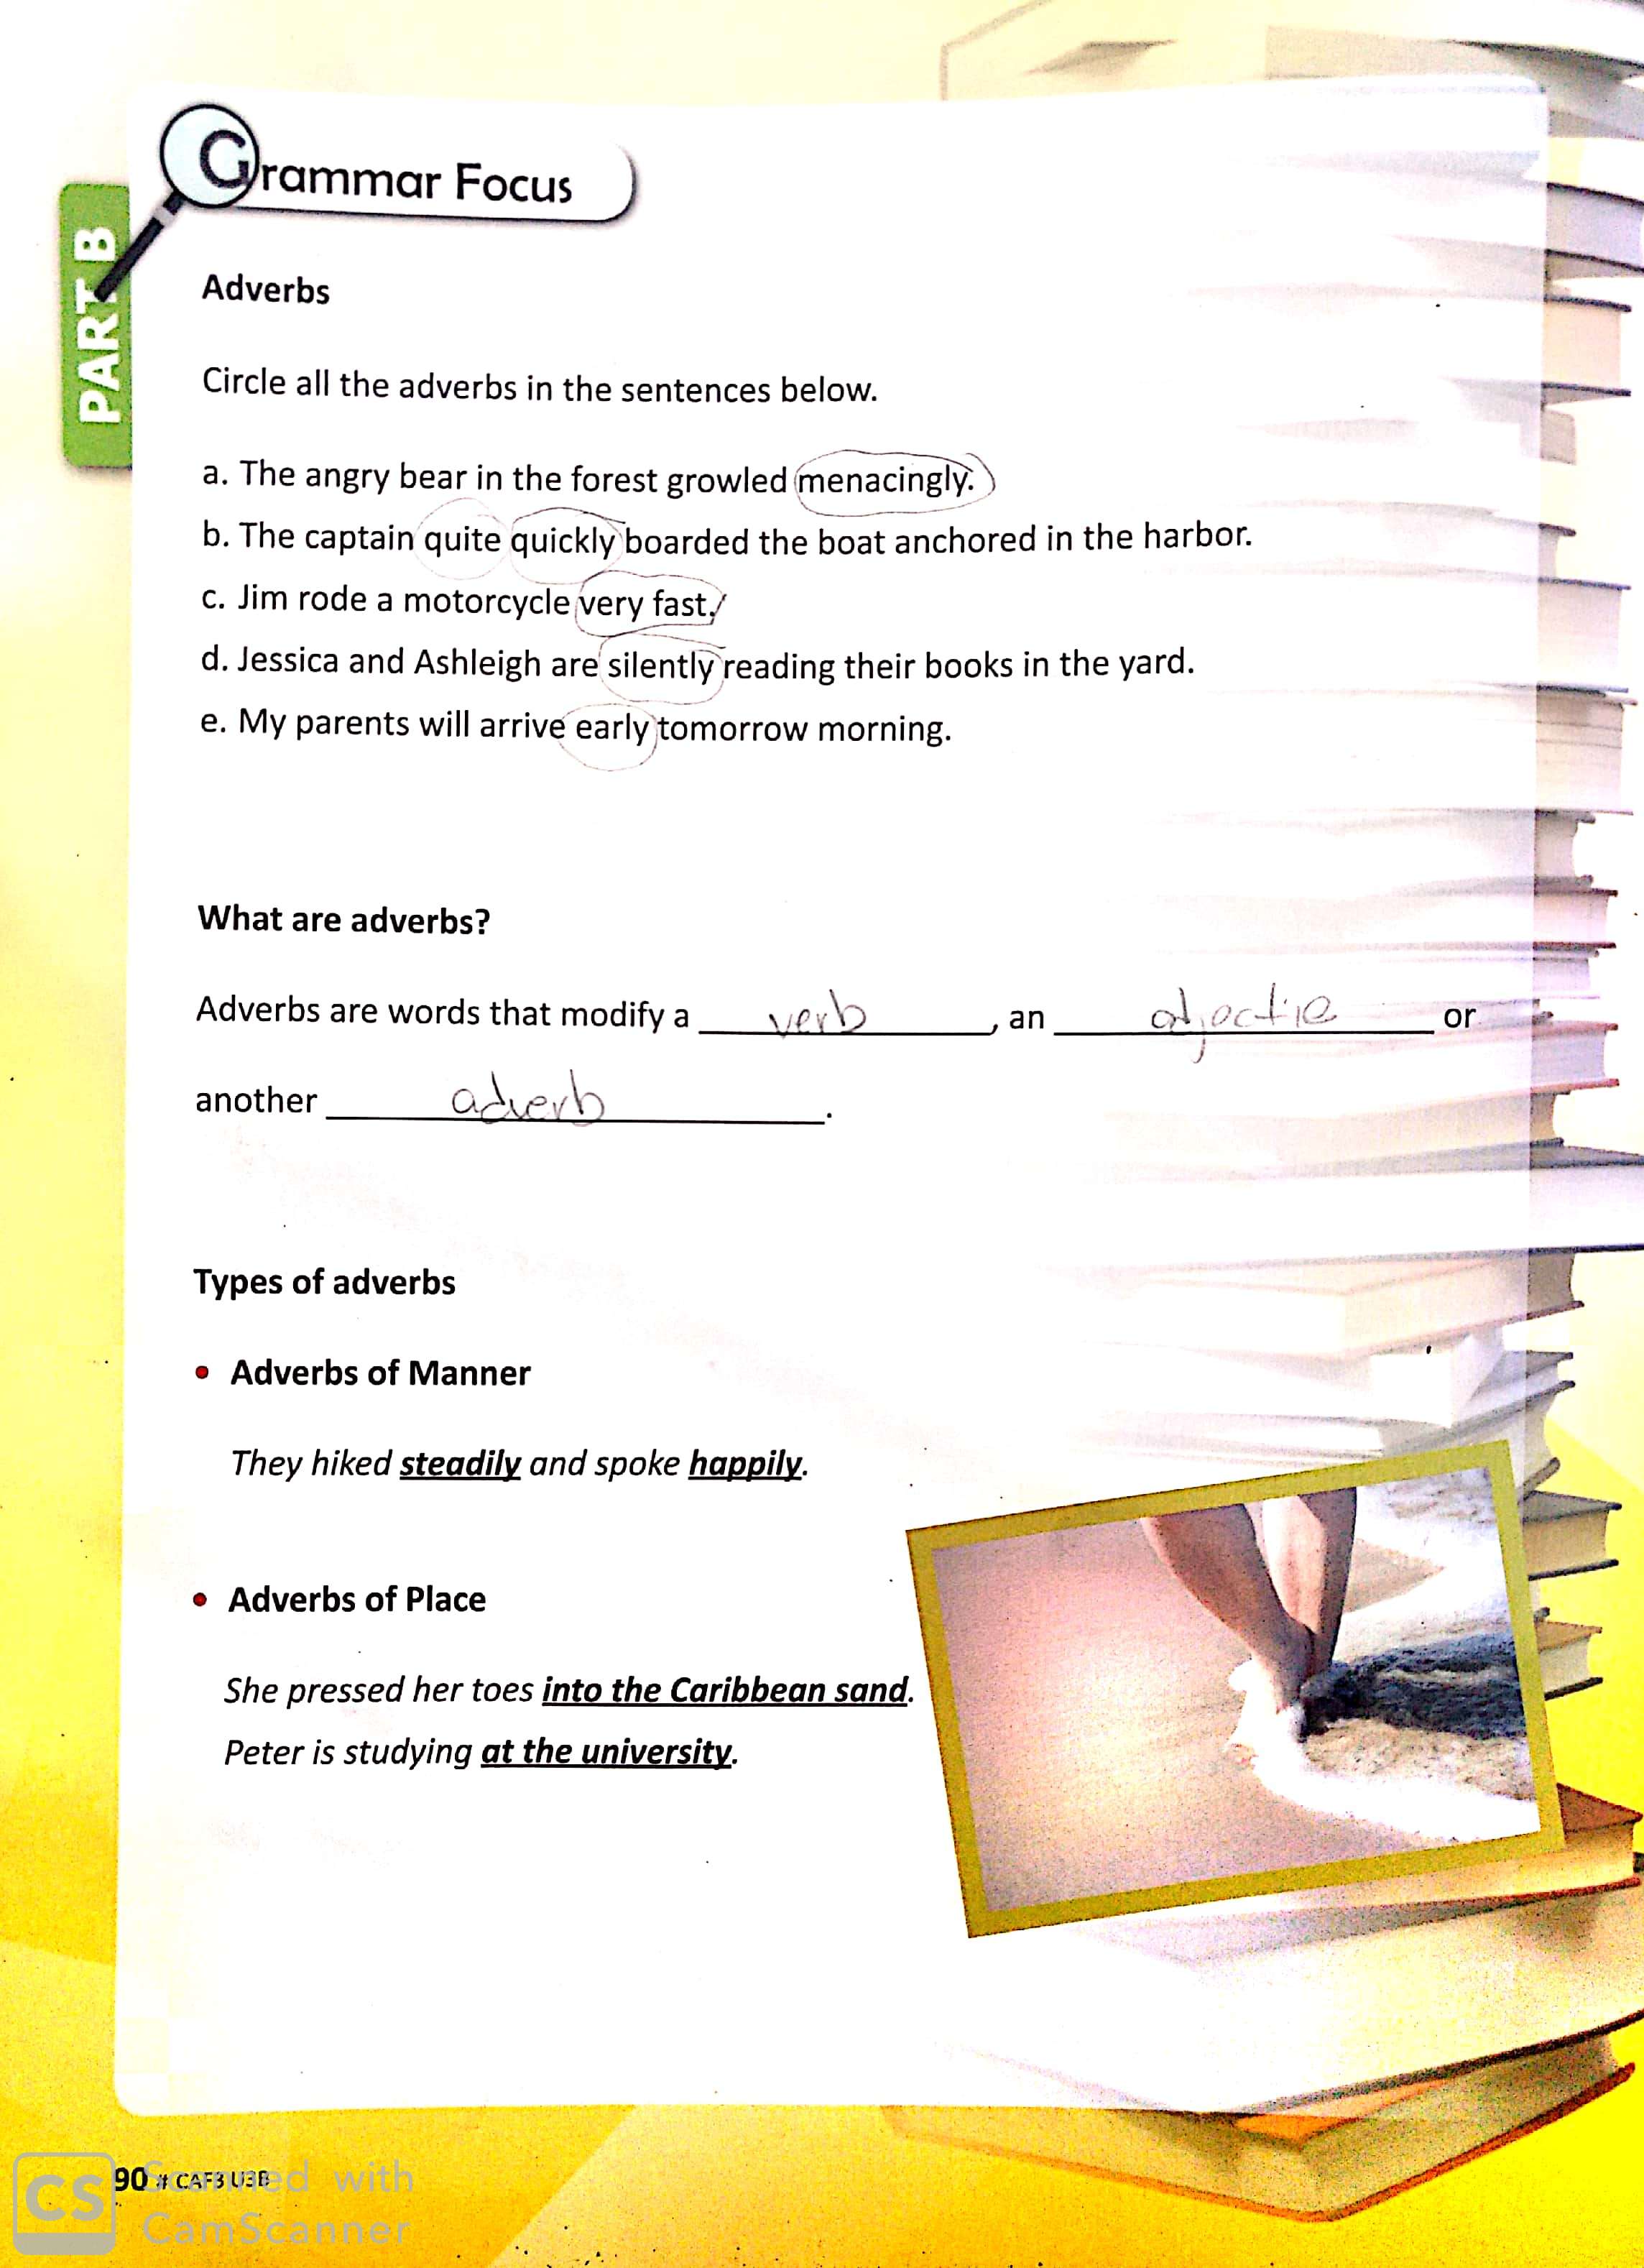 Grammar Focus
PART B
Adverbs
Circle all the adverbs in the sentences below.
a. The angry bear in the forest growled menacingly.
b. The captain quite quickly boarded the boat anchored in the harbor.
c. Jim rode a motorcycle very fast.
d. Jessica and Ashleigh are silently reading their books in the yard.
e. My parents will arrive early tomorrow morning.
What are adverbs?
Adverbs are words that modify a verb, an adjectie or
another adverb.
Types of adverbs
• Adverbs of Manner
They hiked steadily and spoke happily.
• Adverbs of Place
She pressed her toes into the Caribbean sand.
Peter is studying at the university.
90 # CAFB U3B
CS Scanned with
CamScanner